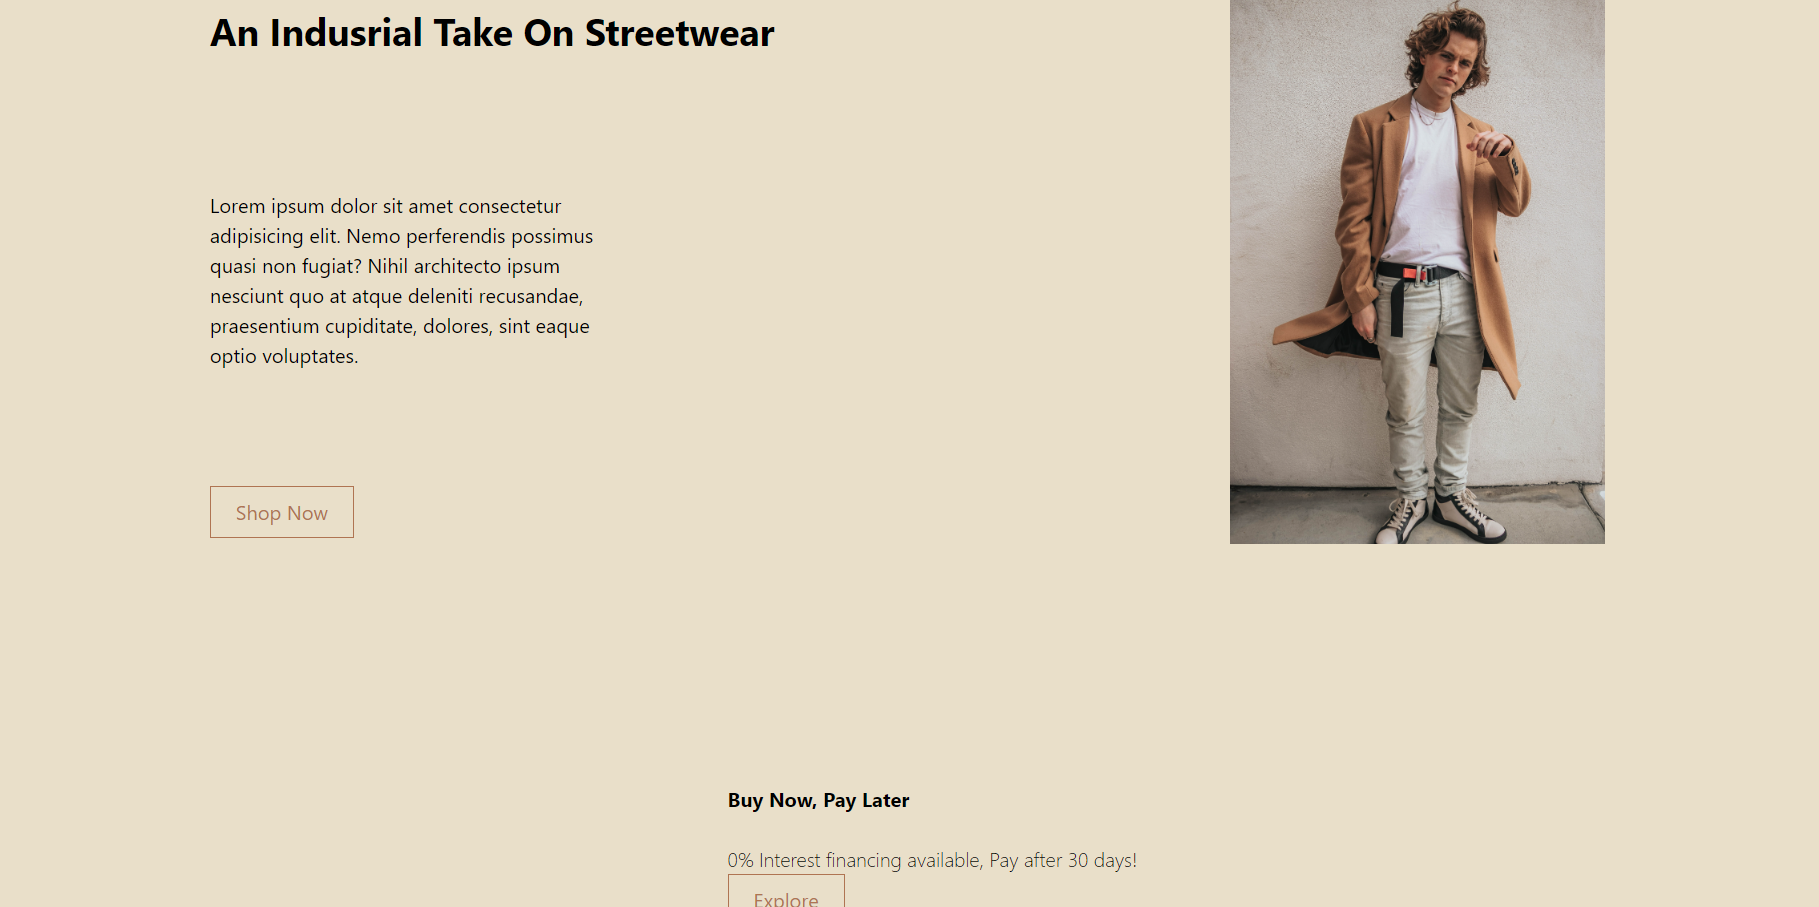 An Indusrial Take On Streetwear
Lorem ipsum dolor sit amet consectetur
adipisicing elit. Nemo perferendis possimus
quasi non fugiat? Nihil architecto ipsum
nesciunt quo at atque deleniti recusandae,
praesentium cupiditate, dolores, sint eaque
optio voluptates.
Shop Now
Buy Now, Pay Later
0% Interest financing available, Pay after 30 days!
Explore